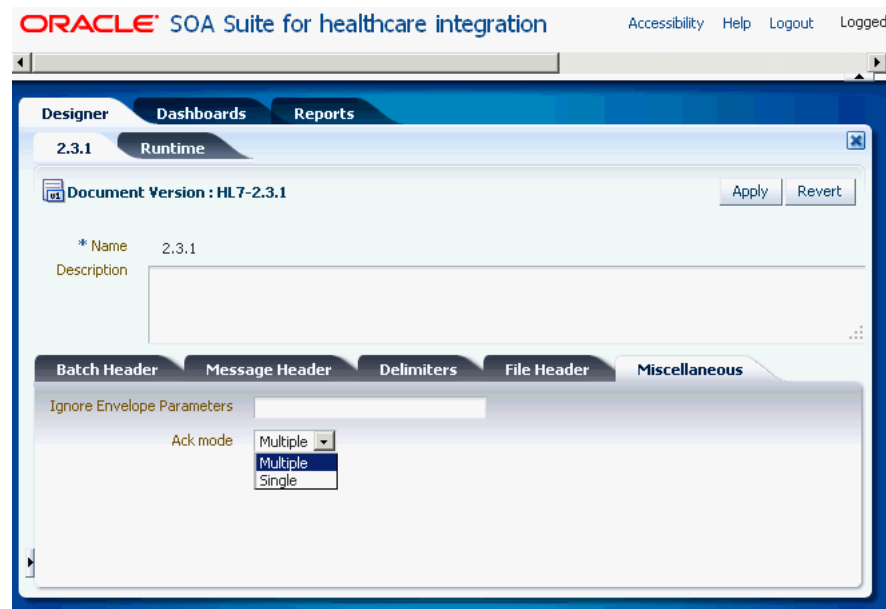 ORACLE SOA Suite for healthcare integration Accessibility Help Logout Logged
Designer Dashboards Reports
2.3.1 Runtime
v1 Document Version : HL7-2.3.1 Apply Revert
* Name 2.3.1
Description
Batch Header Message Header Delimiters File Header Miscellaneous
Ignore Envelope Parameters
Ack mode Multiple
Multiple
Single